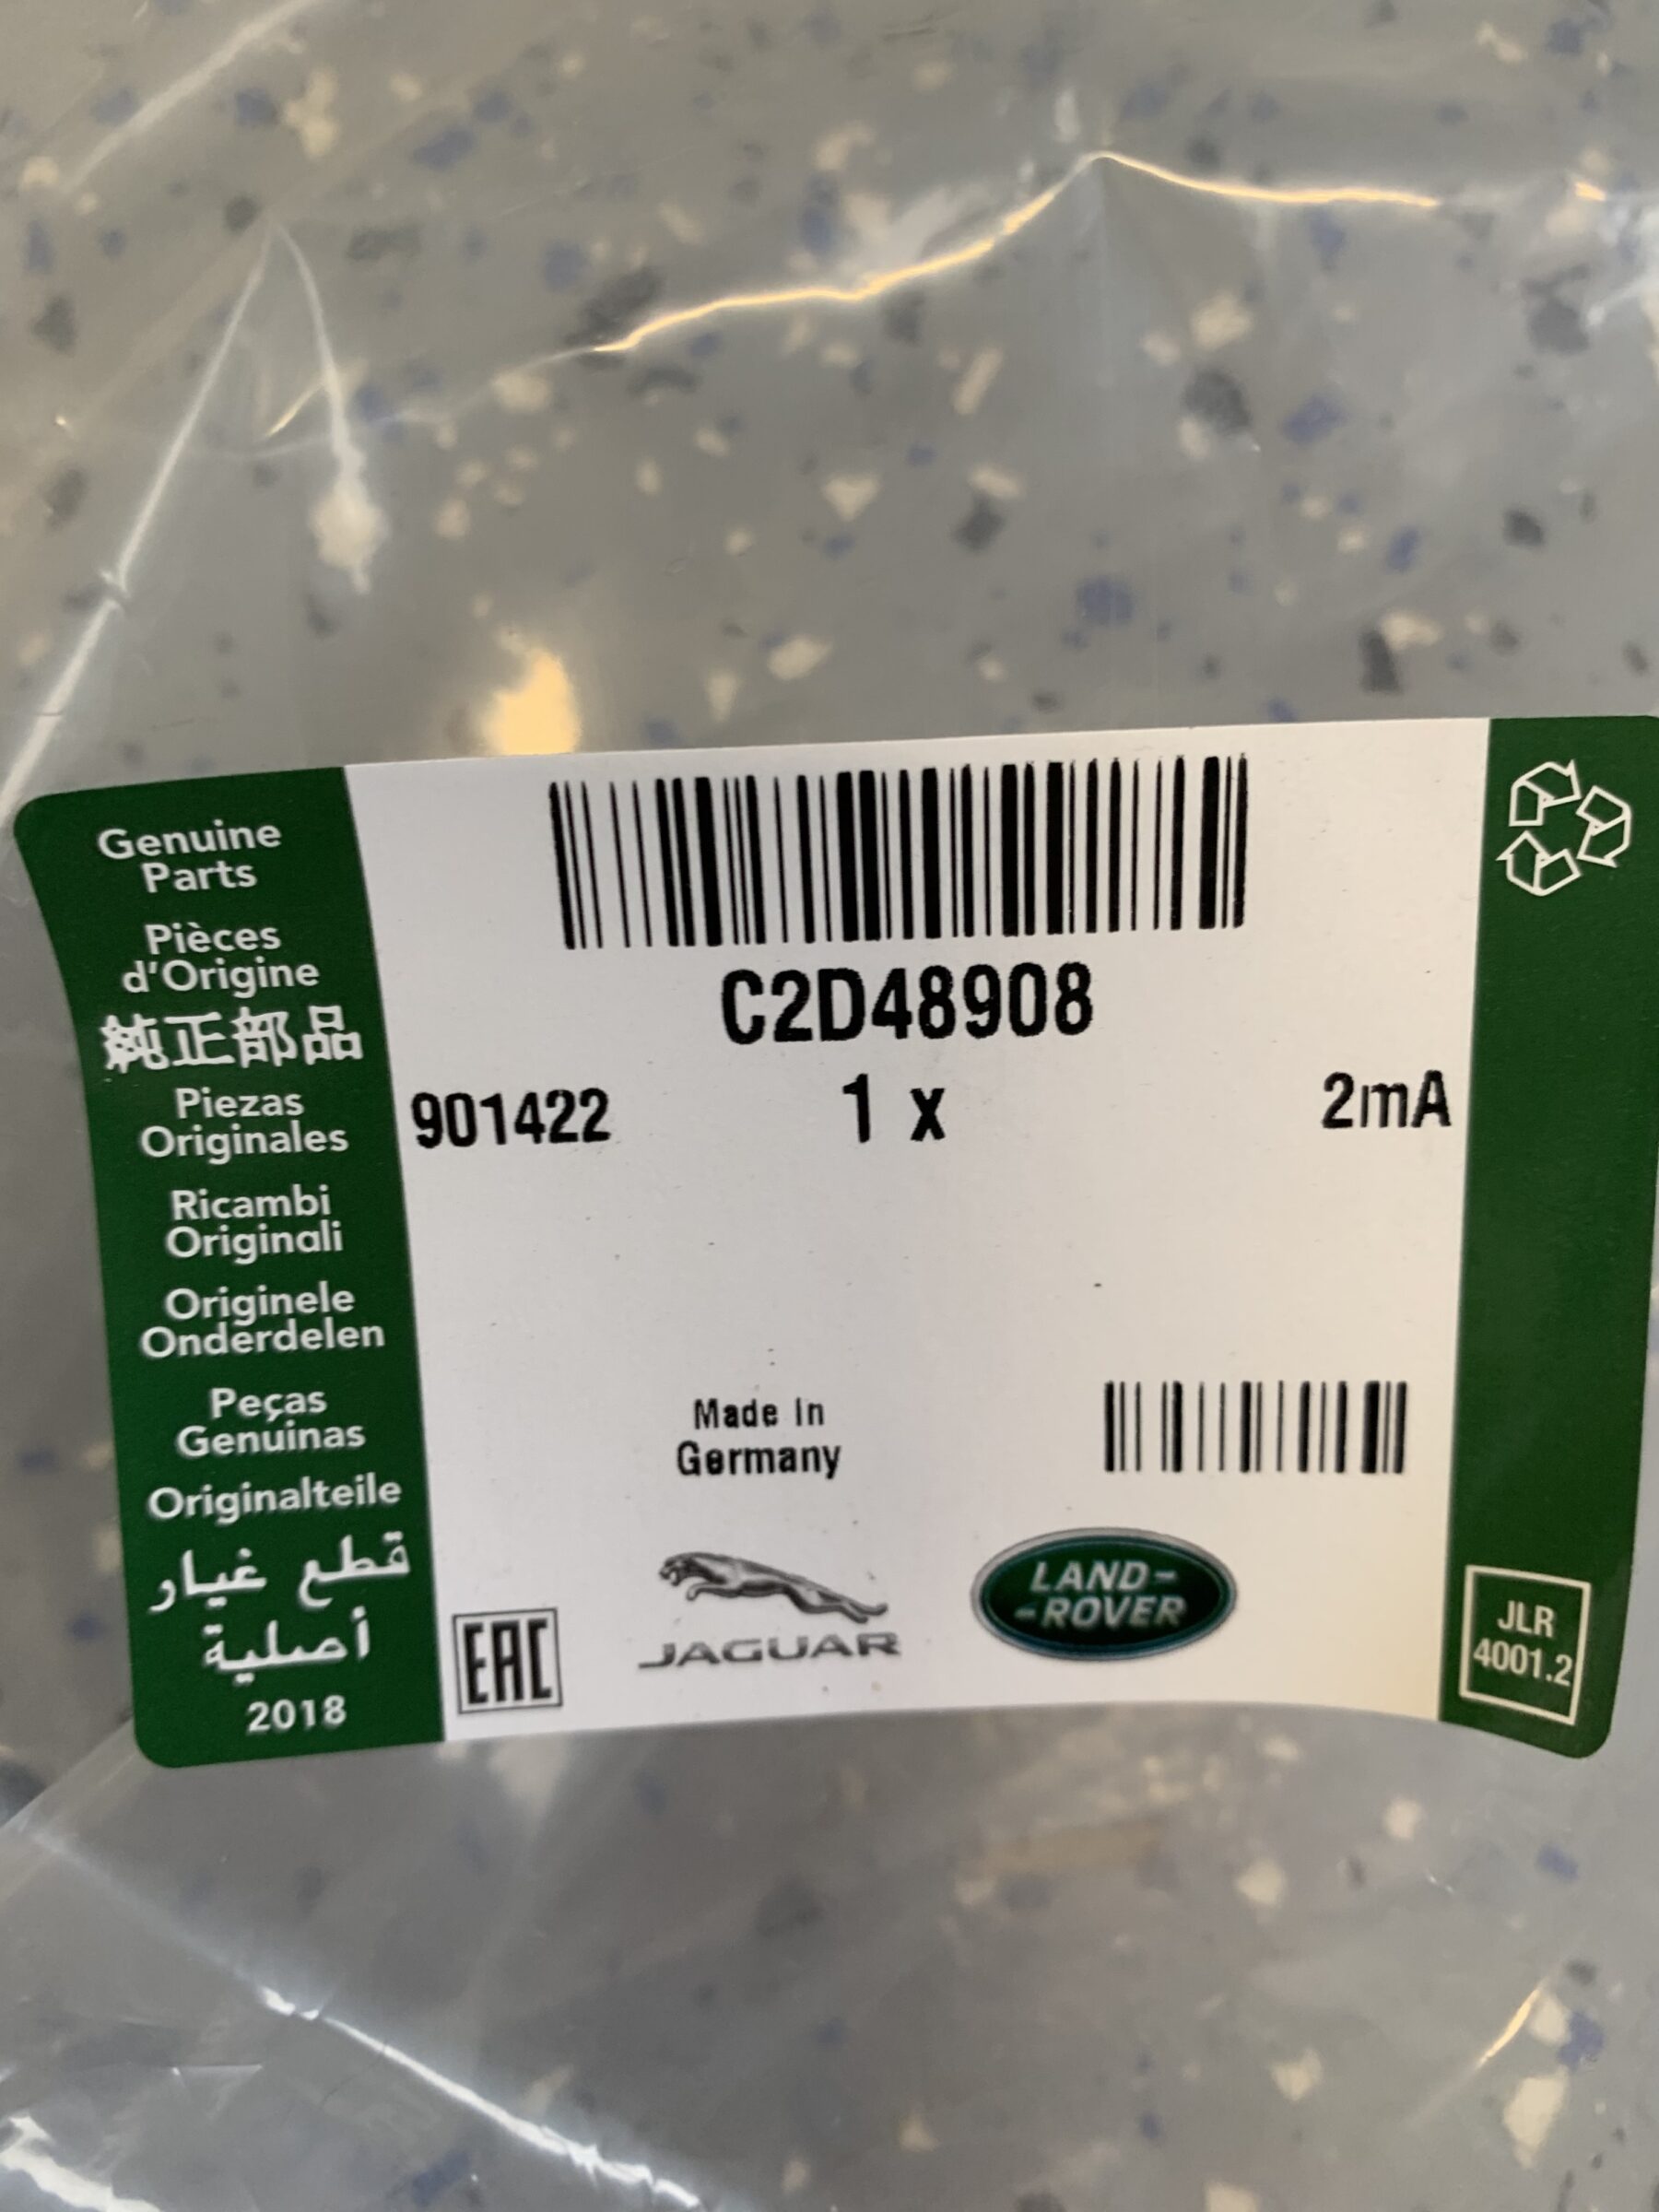 Genuine
Parts
Pièces
d'Origine
純正部品
Piezas
Originales
Ricambi
Originali
Originele
Onderdelen
Peças
Genuinas
Originalteile
قطع غيار
أصلية
2018
C2D48908
901422 1 x 2mA
Made In
Germany
EAC
JAGUAR
LAND-
-ROVER
JLR
4001.2